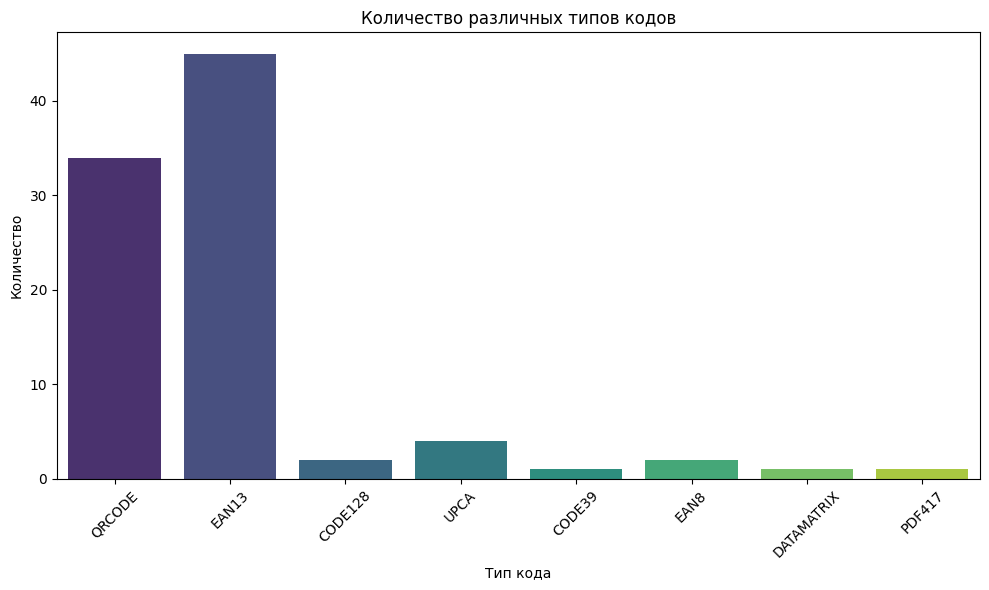 Количество различных типов кодов
Количество
40
30
20
10
0
QRCODE
EAN13
CODE128
UPCA
CODE39
EAN8
DATAMATRIX
PDF417
Тип кода